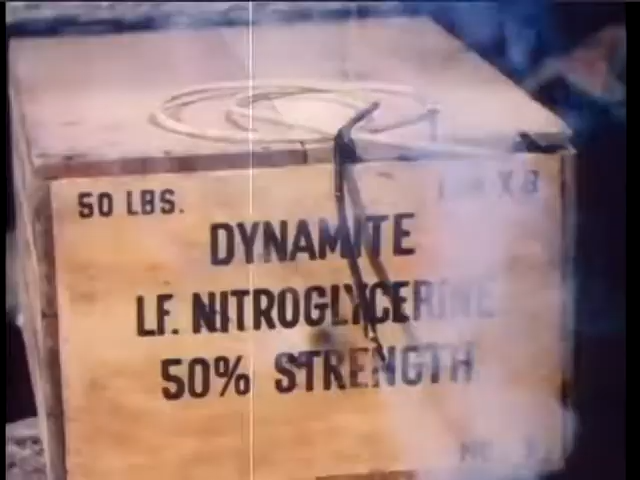 50 LBS.
DYNAMITE
LF. NITROGLYCERINE
50% STRENGTH